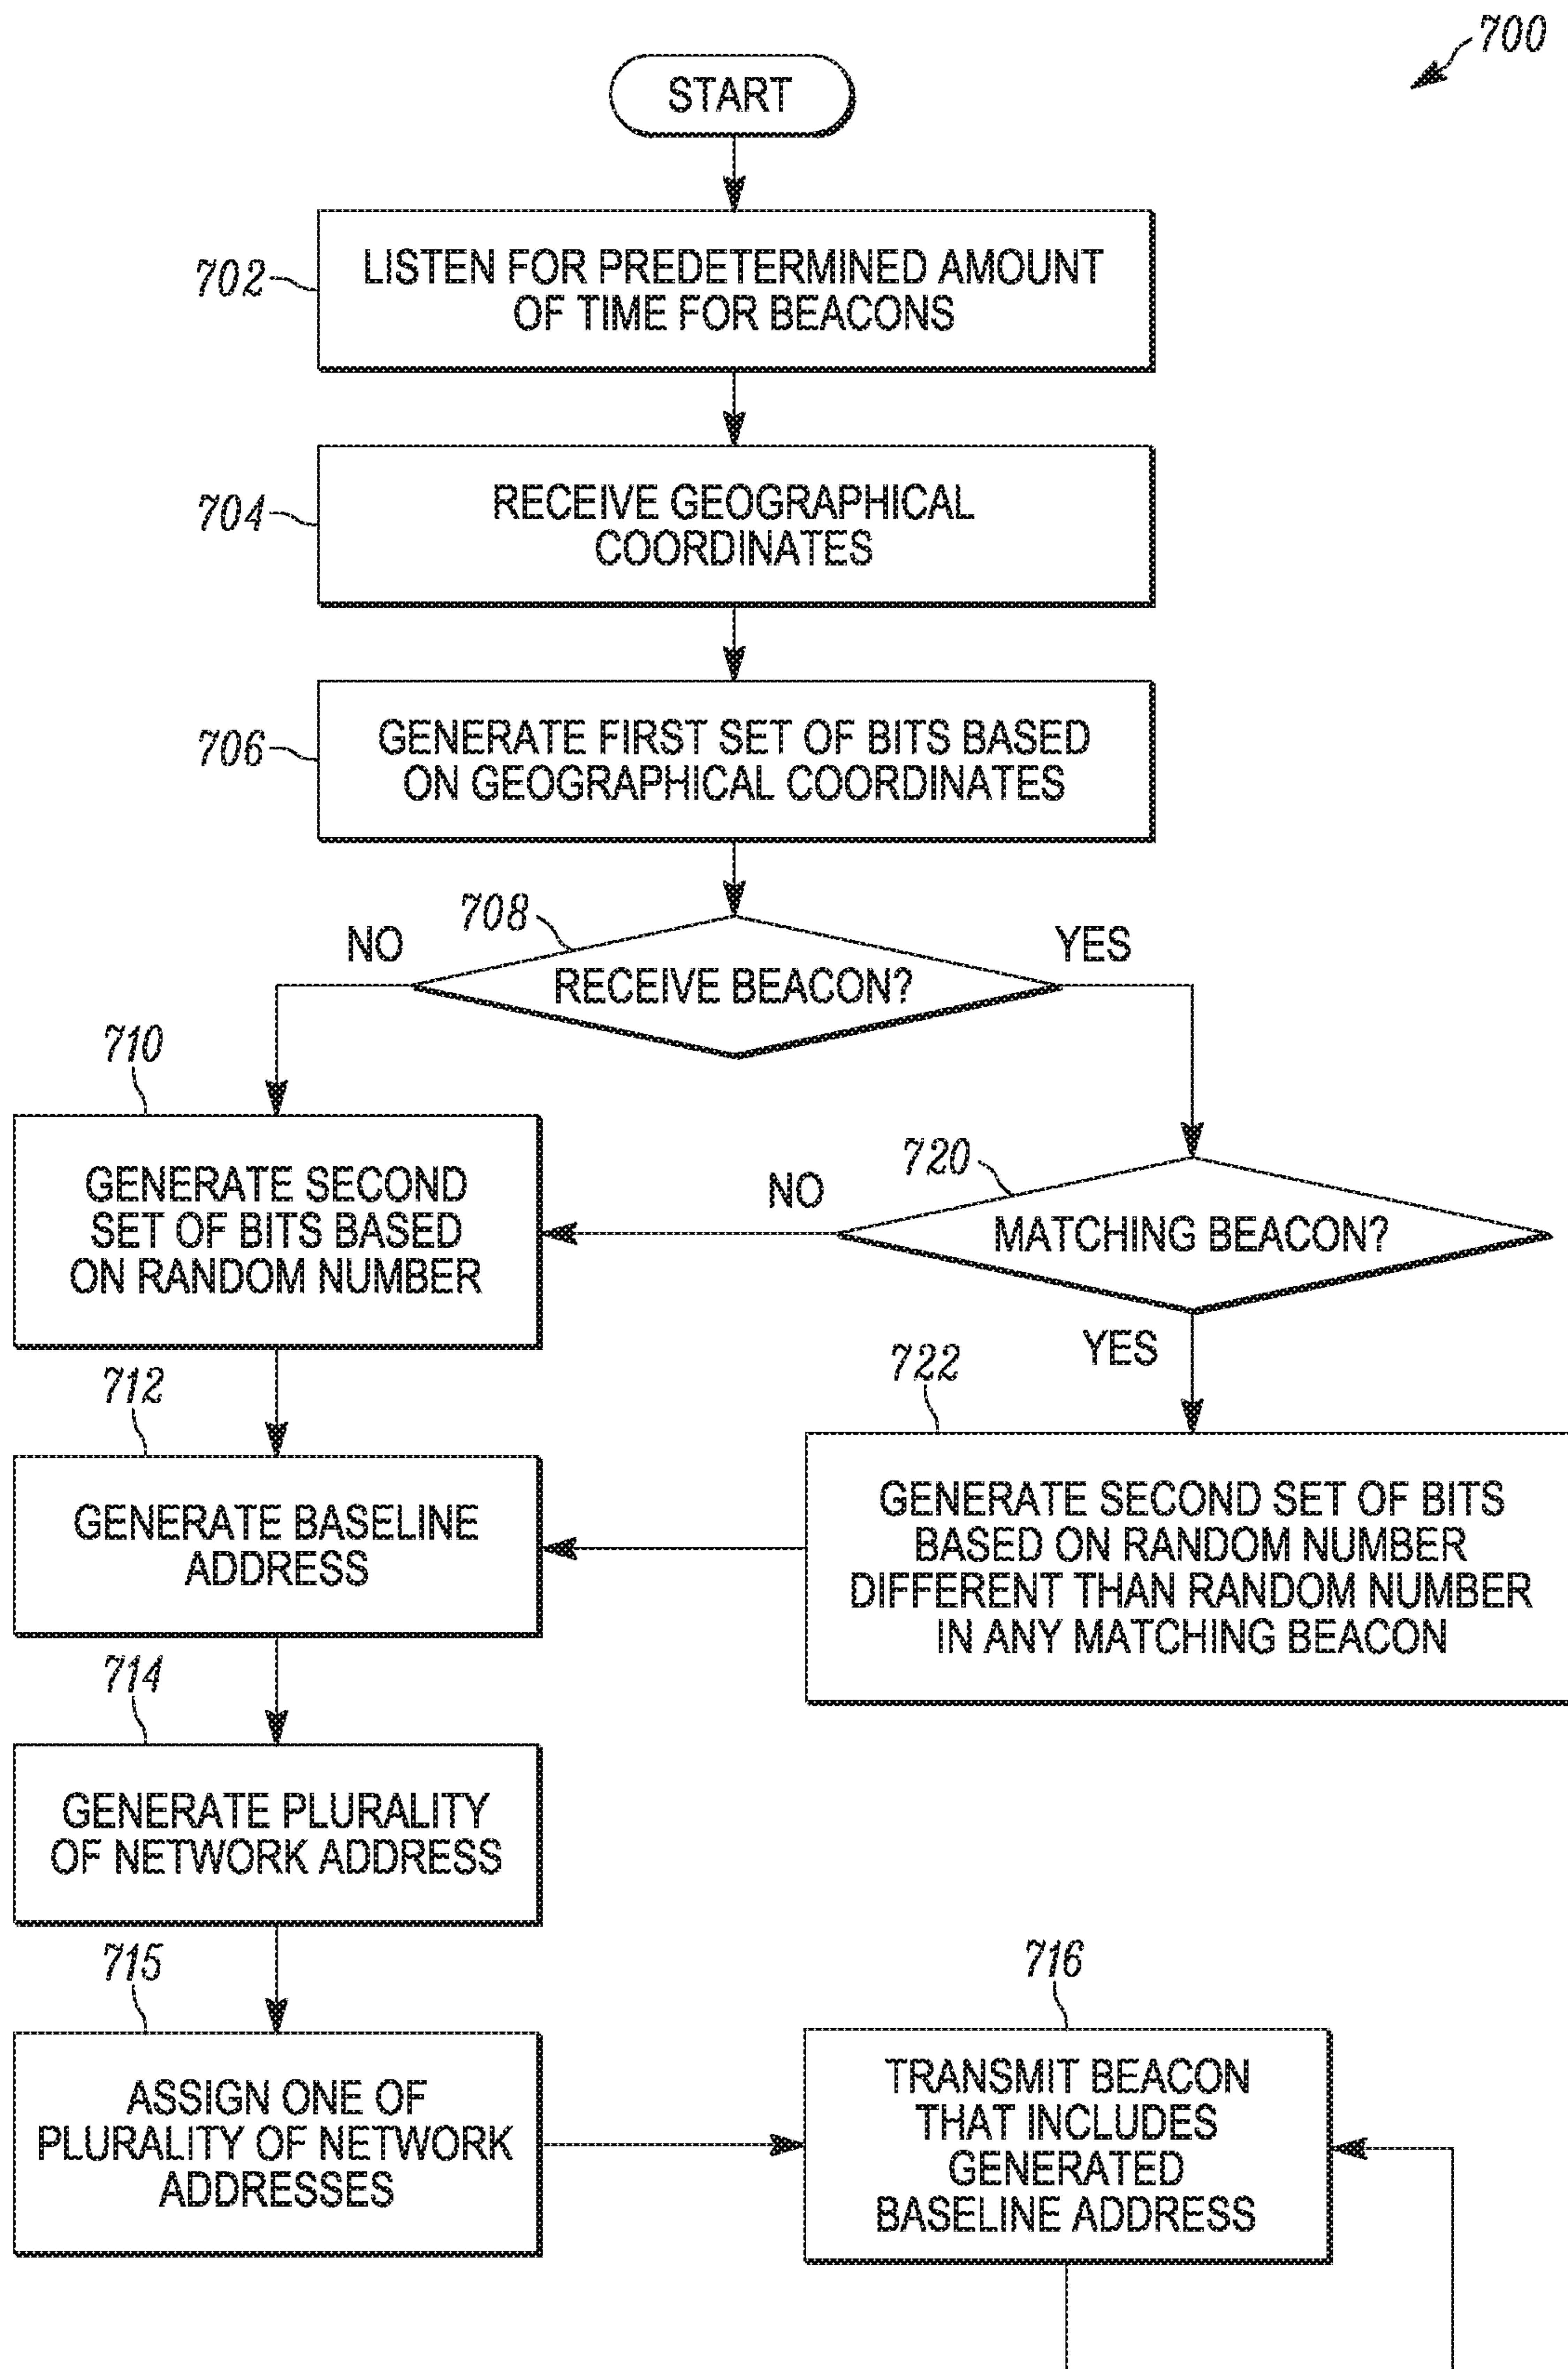 700
START
702
LISTEN FOR PREDETERMINED AMOUNT
OF TIME FOR BEACONS
704
RECEIVE GEOGRAPHICAL
COORDINATES
706
GENERATE FIRST SET OF BITS BASED
ON GEOGRAPHICAL COORDINATES
708
NO
YES
RECEIVE BEACON?
710
GENERATE SECOND
SET OF BITS BASED
ON RANDOM NUMBER
720
NO
MATCHING BEACON?
YES
712
GENERATE BASELINE
ADDRESS
722
GENERATE SECOND SET OF BITS
BASED ON RANDOM NUMBER
DIFFERENT THAN RANDOM NUMBER
IN ANY MATCHING BEACON
714
GENERATE PLURALITY
OF NETWORK ADDRESS
715
ASSIGN ONE OF
PLURALITY OF NETWORK
ADDRESSES
716
TRANSMIT BEACON
THAT INCLUDES
GENERATED
BASELINE ADDRESS